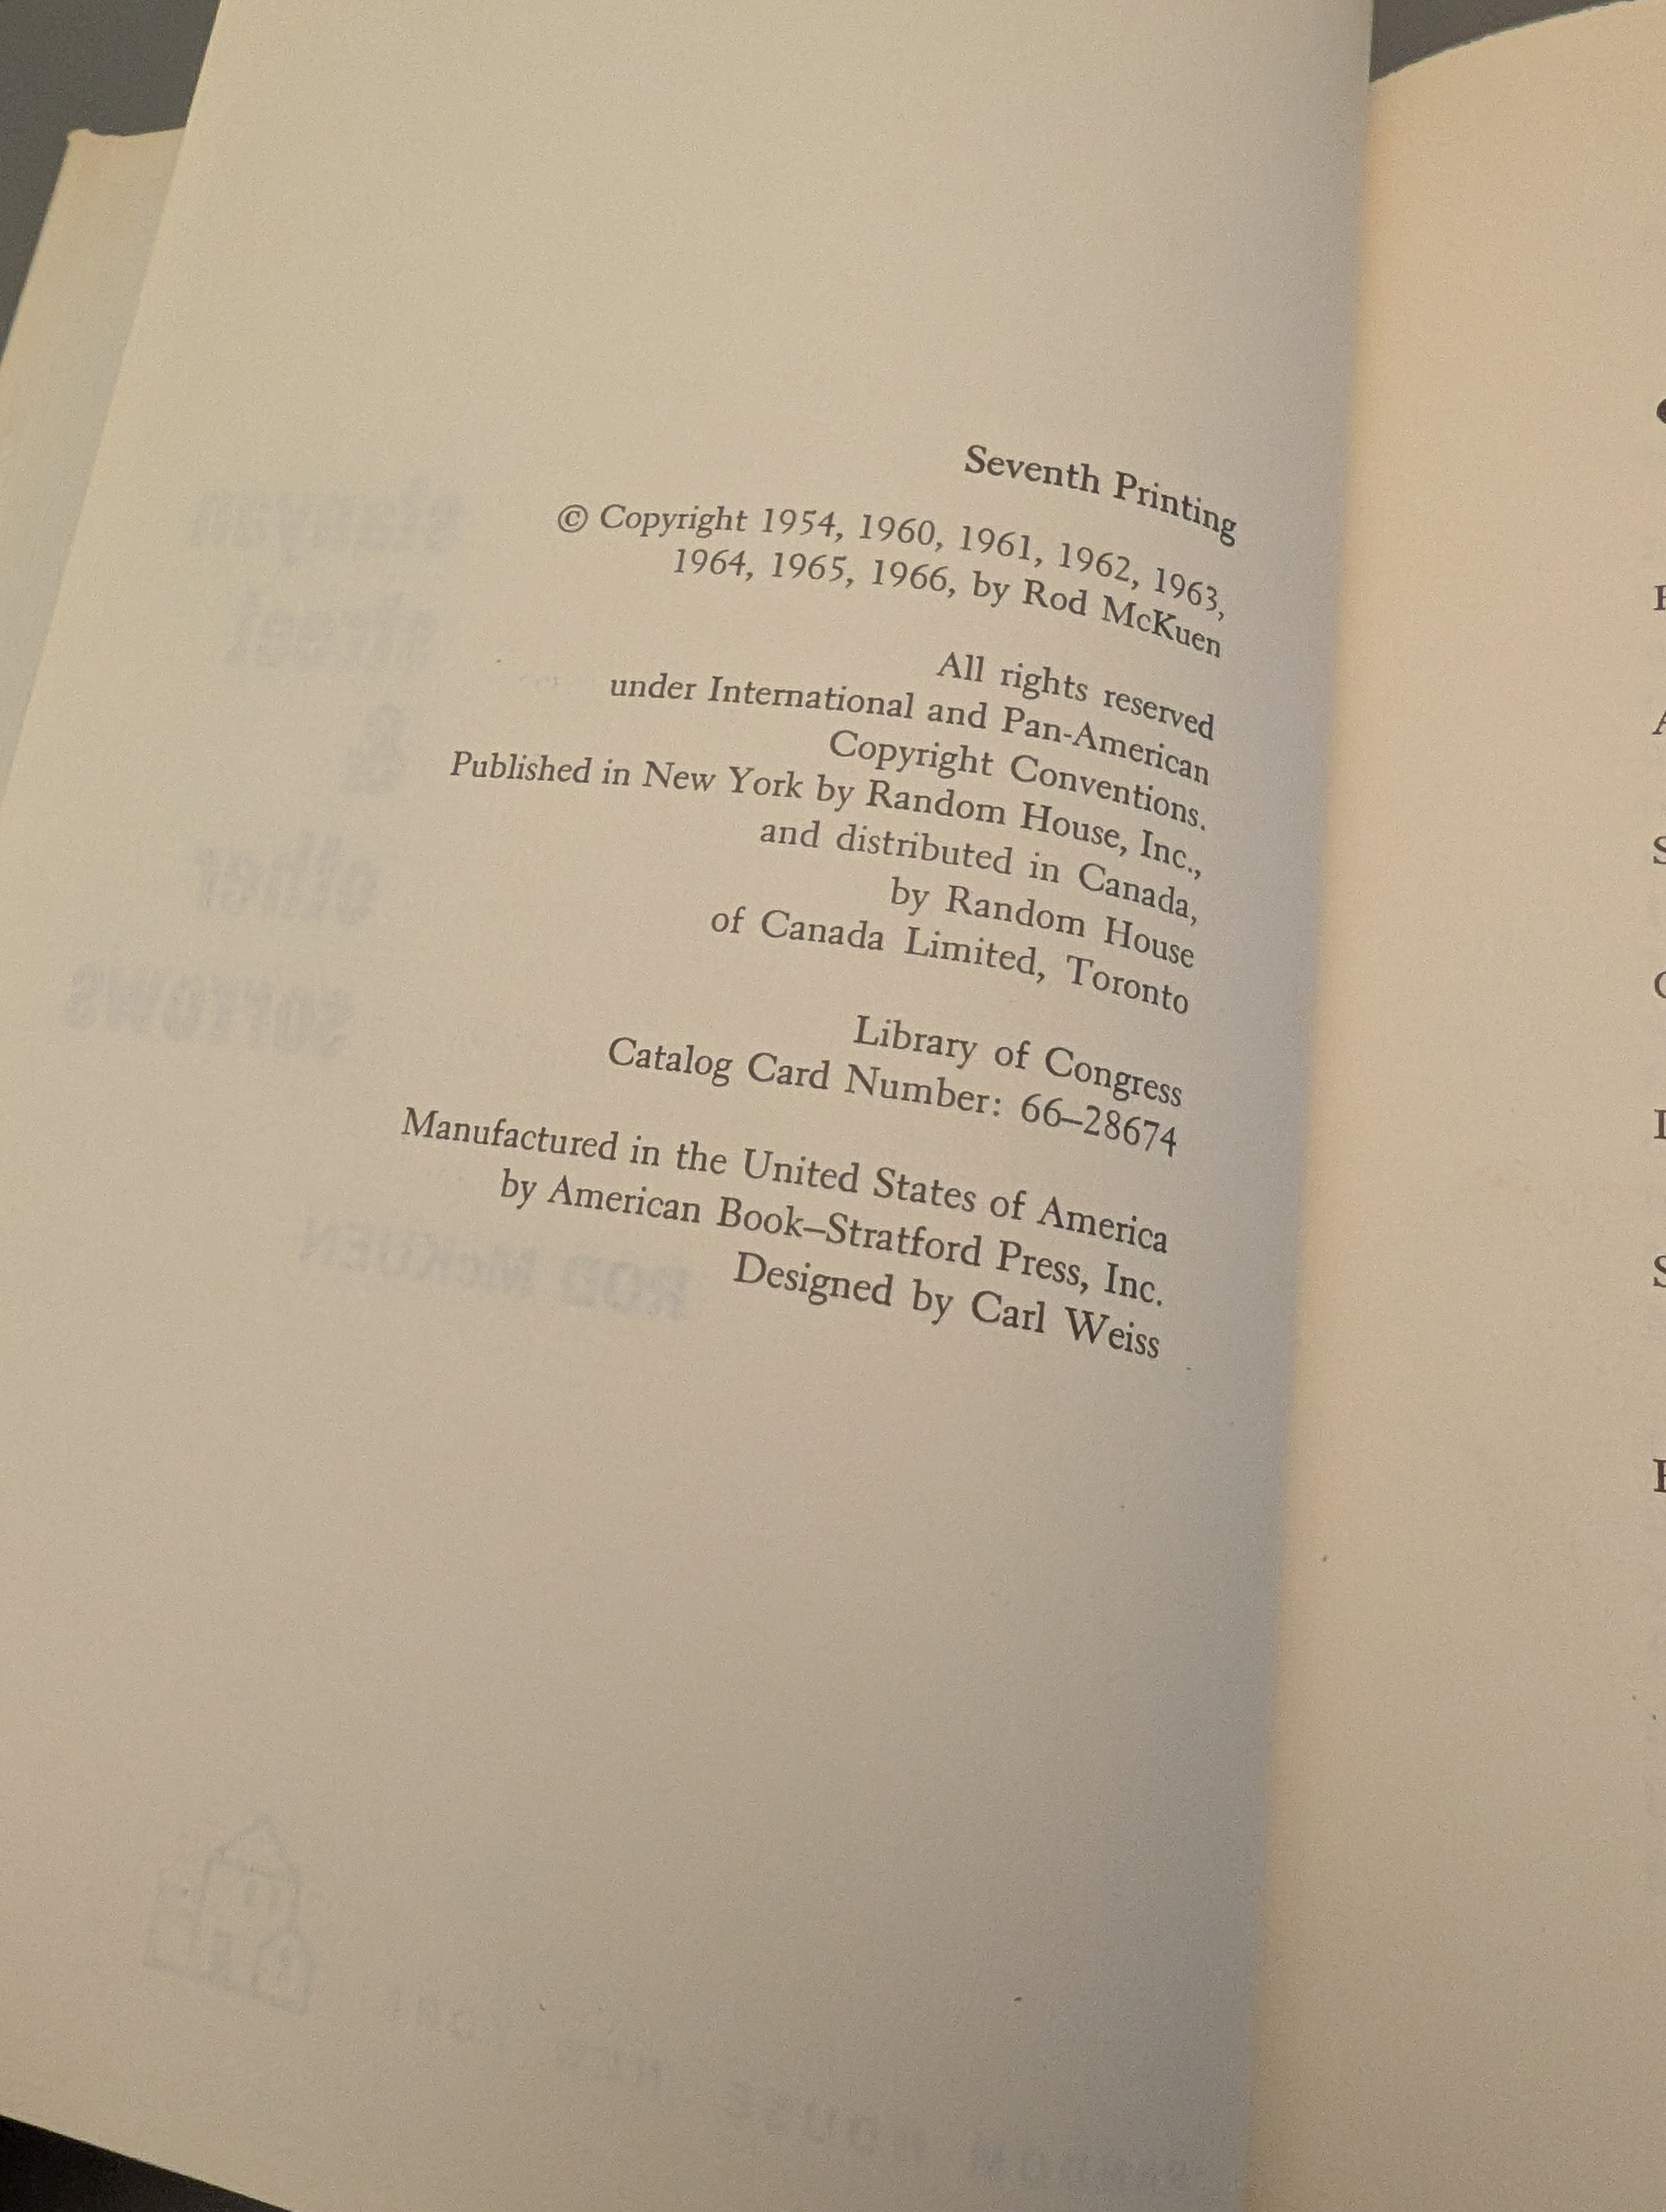 Seventh Printing
© Copyright 1954, 1960, 1961, 1962, 1963,
1964, 1965, 1966, by Rod McKuen
All rights reserved
under International and Pan-American
Copyright Conventions.
Published in New York by Random House, Inc.,
and distributed in Canada,
by Random House
of Canada Limited, Toronto
Library of Congress
Catalog Card Number: 66–28674
Manufactured in the United States of America
by American Book–Stratford Press, Inc.
Designed by Carl Weiss